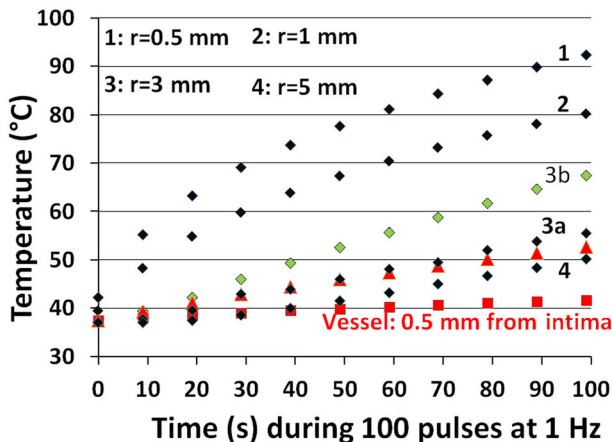 100
1: r=0.5 mm 2: r=1 mm
90
1
3: r=3 mm 4: r=5 mm
80
2
70
3b
60
3a
50
4
40
Vessel: 0.5 mm from intima
30
Temperature (°C)
0 10 20 30 40 50 60 70 80 90 100
Time (s) during 100 pulses at 1 Hz